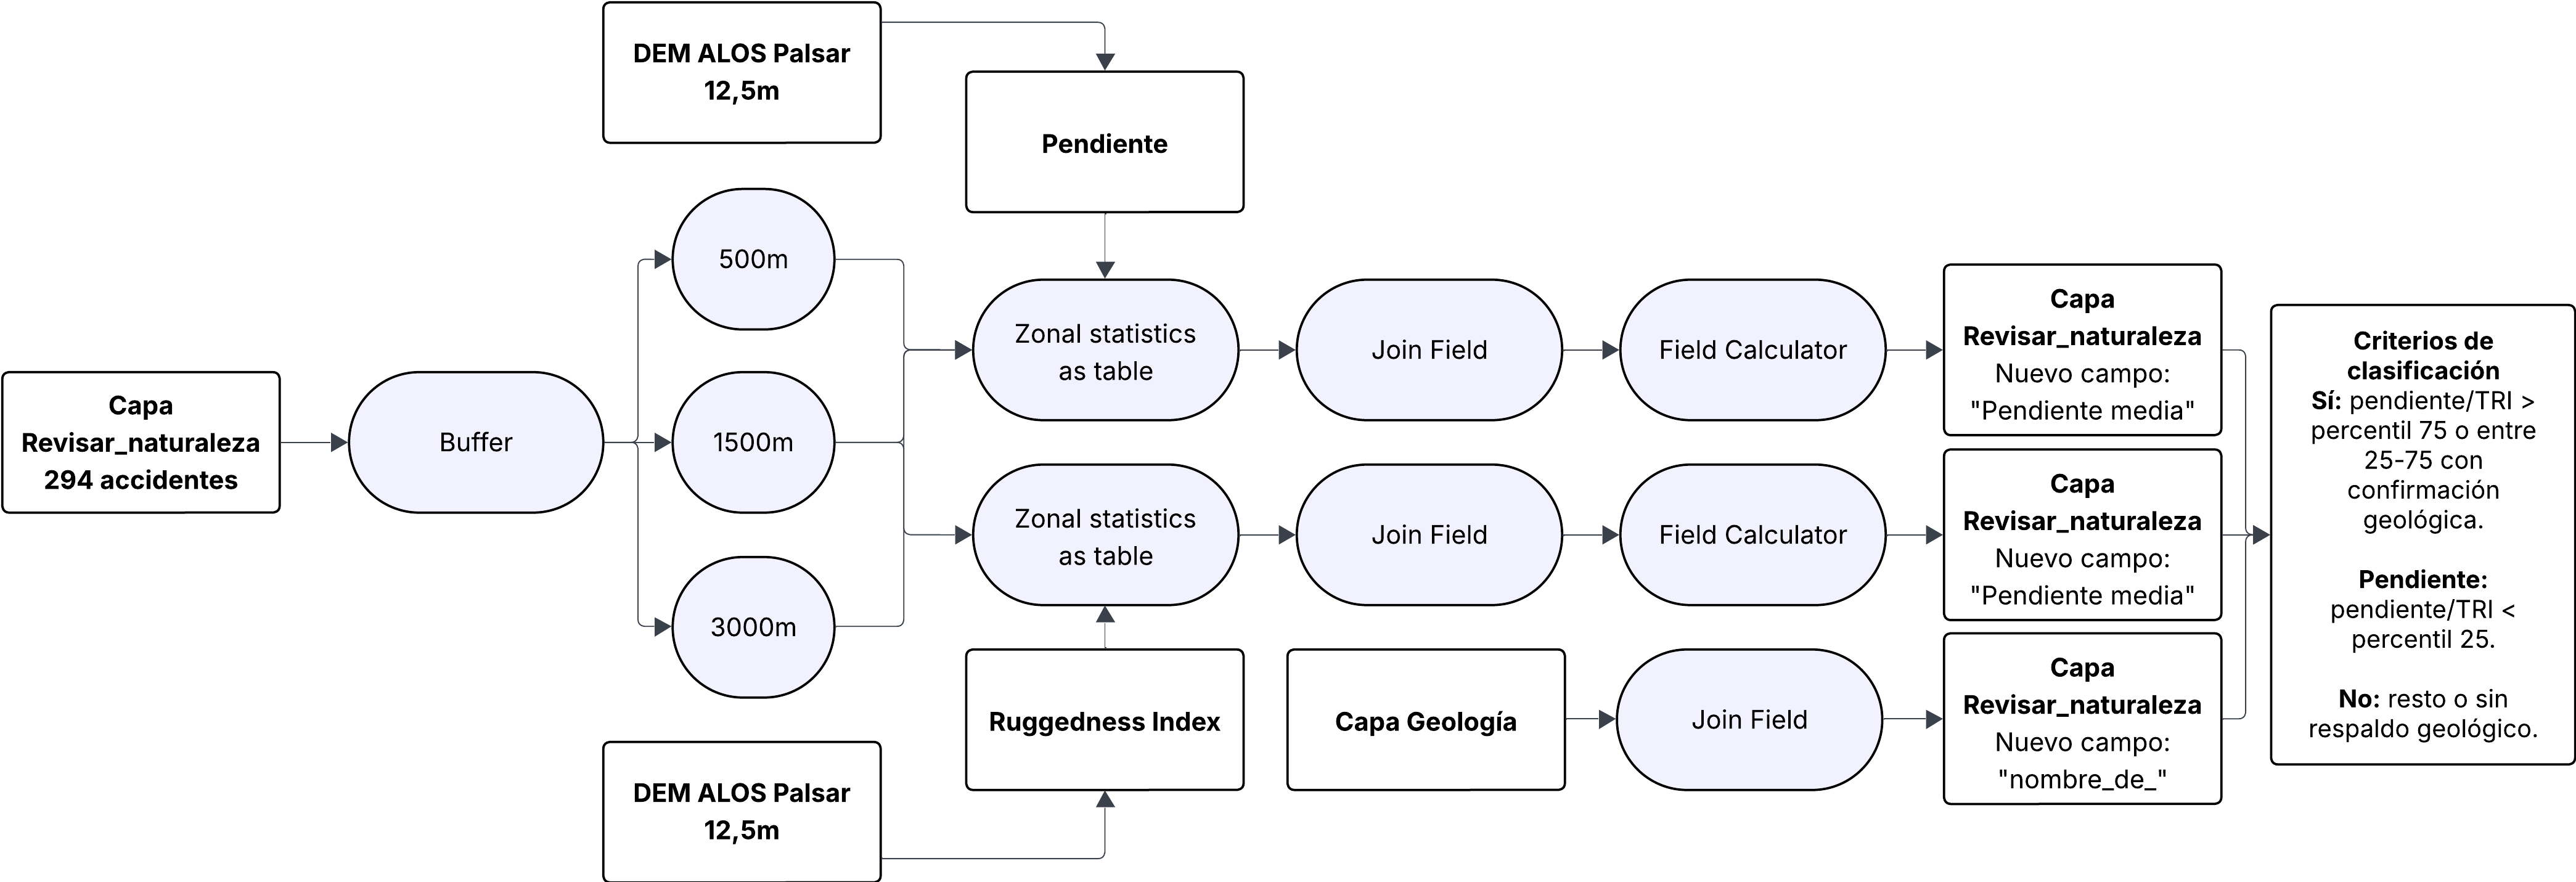 DEM ALOS Palsar
12,5m
Pendiente
500m
1500m
3000m
Capa
Revisar_naturaleza
294 accidentes
Buffer
Zonal statistics
as table
Join Field
Field Calculator
Capa
Revisar_naturaleza
Nuevo campo:
"Pendiente media"
Zonal statistics
as table
Join Field
Field Calculator
Capa
Revisar_naturaleza
Nuevo campo:
"Pendiente media"
Ruggedness Index
Capa Geología
Join Field
Capa
Revisar_naturaleza
Nuevo campo:
"nombre_de_"
DEM ALOS Palsar
12,5m
Criterios de
clasificación
Sí: pendiente/TRI >
percentil 75 o entre
25-75 con
confirmación
geológica.
Pendiente:
pendiente/TRI <
percentil 25.
No: resto o sin
respaldo geológico.